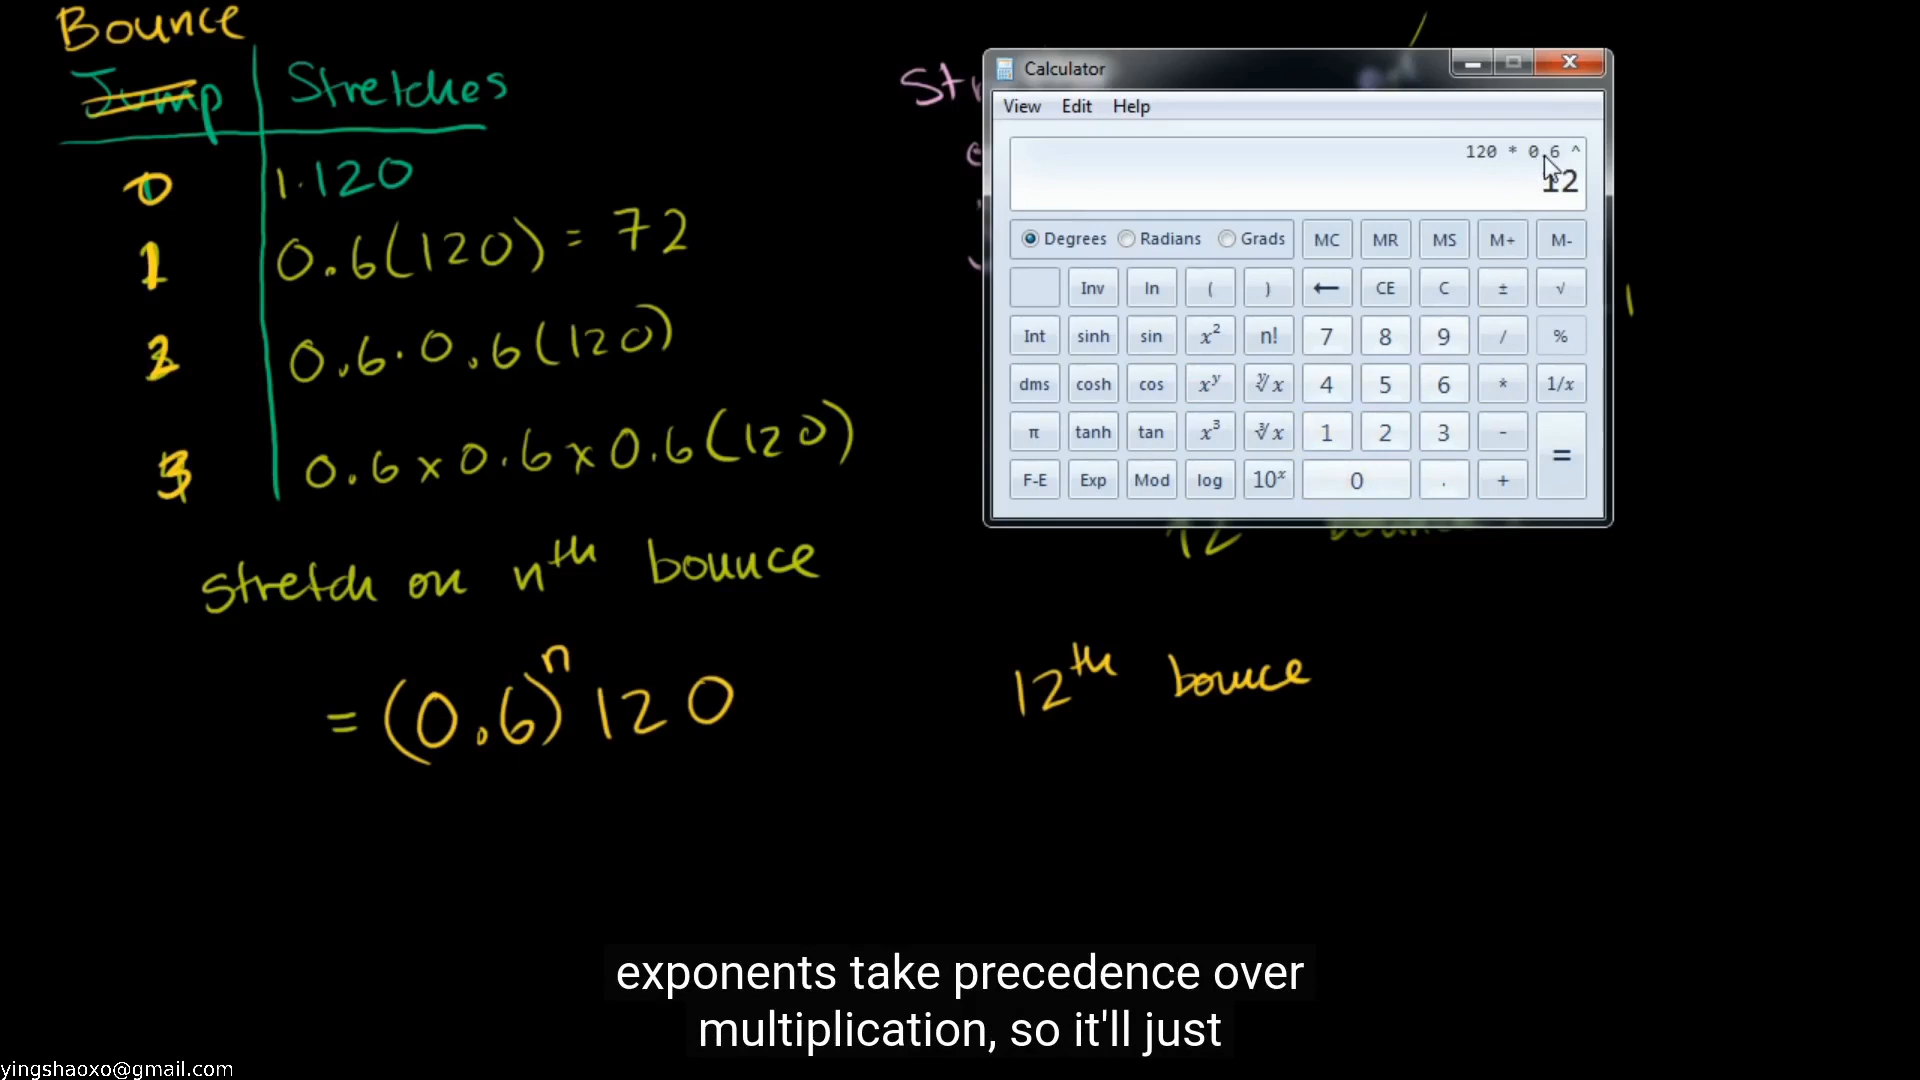 Bounce
Jump Stretches
0 1·120
1 0.6(120) = 72
2 0.6·0.6(120)
3 0.6x0.6x0.6(120)
stretch on nth bounce
= (0.6)^n 120
Str
Calculator
View Edit Help
120 * 0.6 ^
12
Degrees Radians Grads MC MR MS M+ M-
Inv ln ( ) ← CE C ± √
Int sinh sin x² n! 7 8 9 / %
dms cosh cos xʸ ʸ√x 4 5 6 * 1/x
π tanh tan x³ ³√x 1 2 3 - =
F-E Exp Mod log 10ˣ 0 . +
12th bounce
exponents take precedence over
multiplication, so it'll just
yingshaoxo@gmail.com